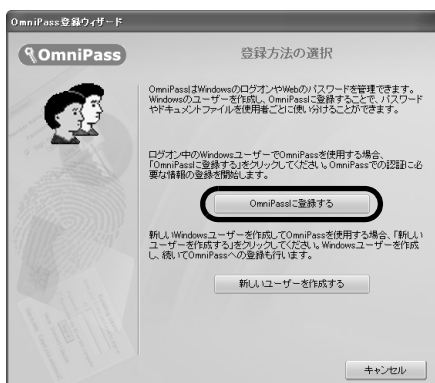 OmniPass登録ウィザード
OmniPass
登録方法の選択
OmniPassはWindowsのログオンやWebのパスワードを管理できます。
Windowsのユーザーを作成し、OmniPassに登録することで、パスワード
やドキュメントファイルを使用者ごとに使い分けることができます。
ログオン中のWindowsユーザーでOmniPassを使用する場合、
「OmniPassに登録する」をクリックしてください。OmniPassでの認証に必
要な情報の登録を開始します。
OmniPassに登録する
新しいWindowsユーザーを作成してOmniPassを使用する場合、「新しい
ユーザーを作成する」をクリックしてください。Windowsユーザーを作成
し、続いてOmniPassへの登録も行います。
新しいユーザーを作成する
キャンセル